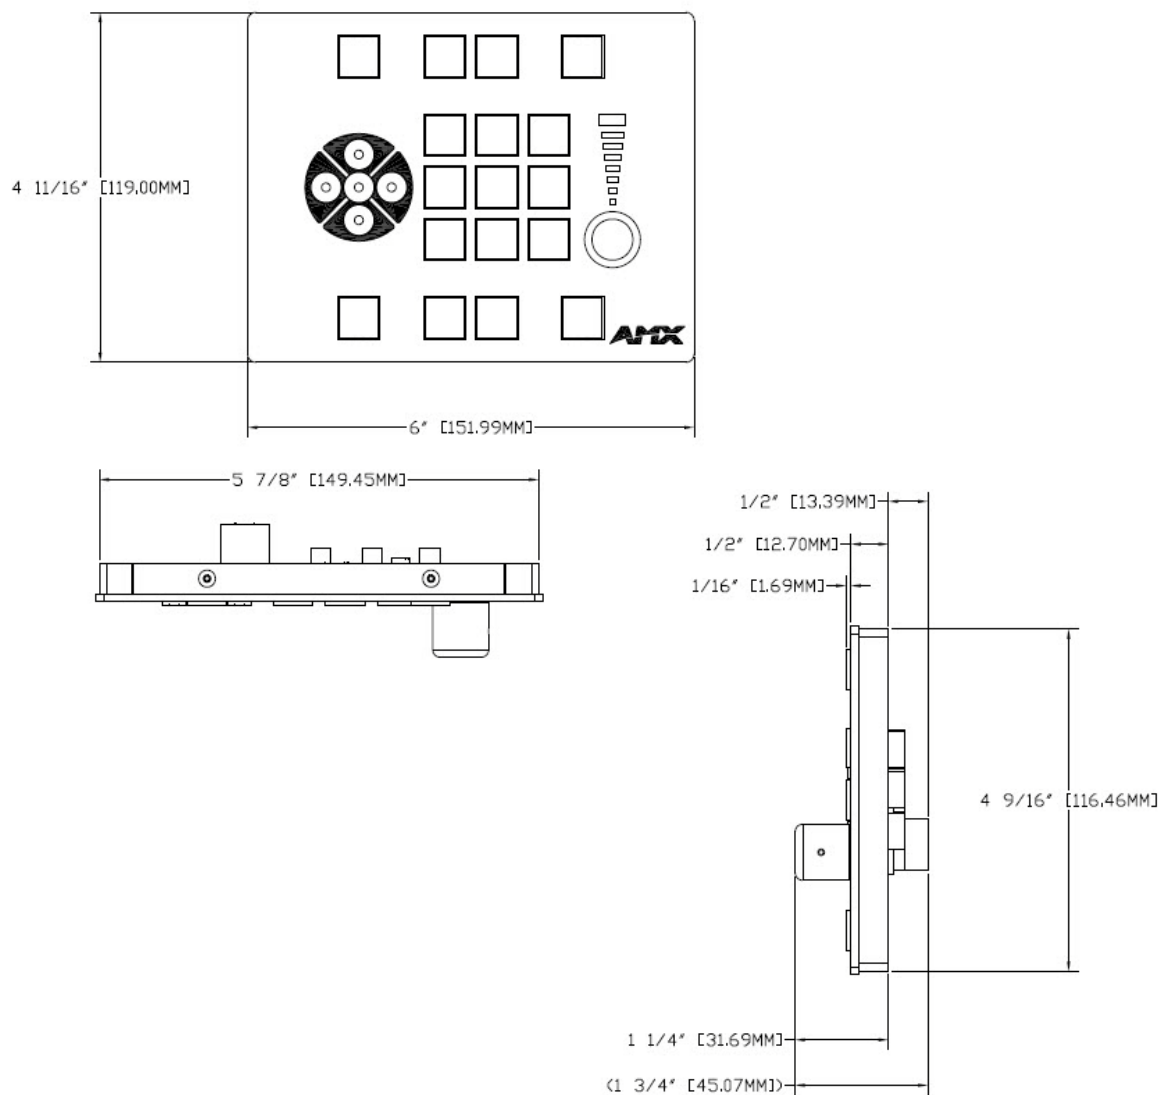 4 11/16" [119.00MM]
AMX
6" [151.99MM]
5 7/8" [149.45MM]
1/2" [13.39MM]
1/2" [12.70MM]
1/16" [1.69MM]
4 9/16" [116.46MM]
1 1/4" [31.69MM]
(1 3/4" [45.07MM])